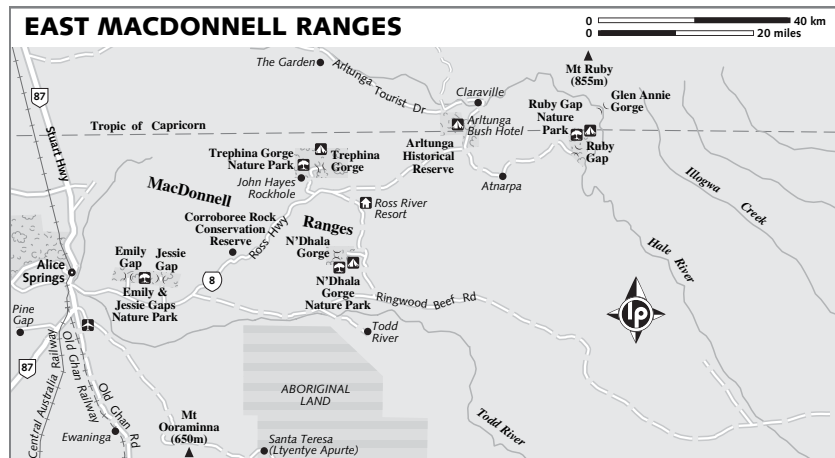 EAST MACDONNELL RANGES
0 40 km
0 20 miles
The Garden
Arltunga
Tourist Dr
Claraville
Mt Ruby
(855m)
Glen Annie
Gorge
87
Stuart Hwy
Tropic of Capricorn
Arltunga
Bush Hotel
Ruby Gap
Nature
Park
Ruby
Gap
Trephina Gorge
Nature Park
Trephina
Gorge
Arltunga
Historical
Reserve
John Hayes
Rockhole
Atnarpa
Illogwa
Creek
MacDonnell
Ranges
Ross River
Resort
Corroboree Rock
Conservation
Reserve
Ross Hwy
N'Dhala
Gorge
Hale River
Emily
Gap
Jessie
Gap
Alice
Springs
8
Emily &
Jessie Gaps
Nature Park
N'Dhala
Gorge
Nature Park
Ringwood Beef Rd
lp
Pine
Gap
Todd
River
87
Central Australia Railway
Old Ghan Railway
Old Ghan Rd
ABORIGINAL
LAND
Mt
Ooraminna
(650m)
Ewaninga
Santa Teresa
(Ltyentye Apurte)
Todd River